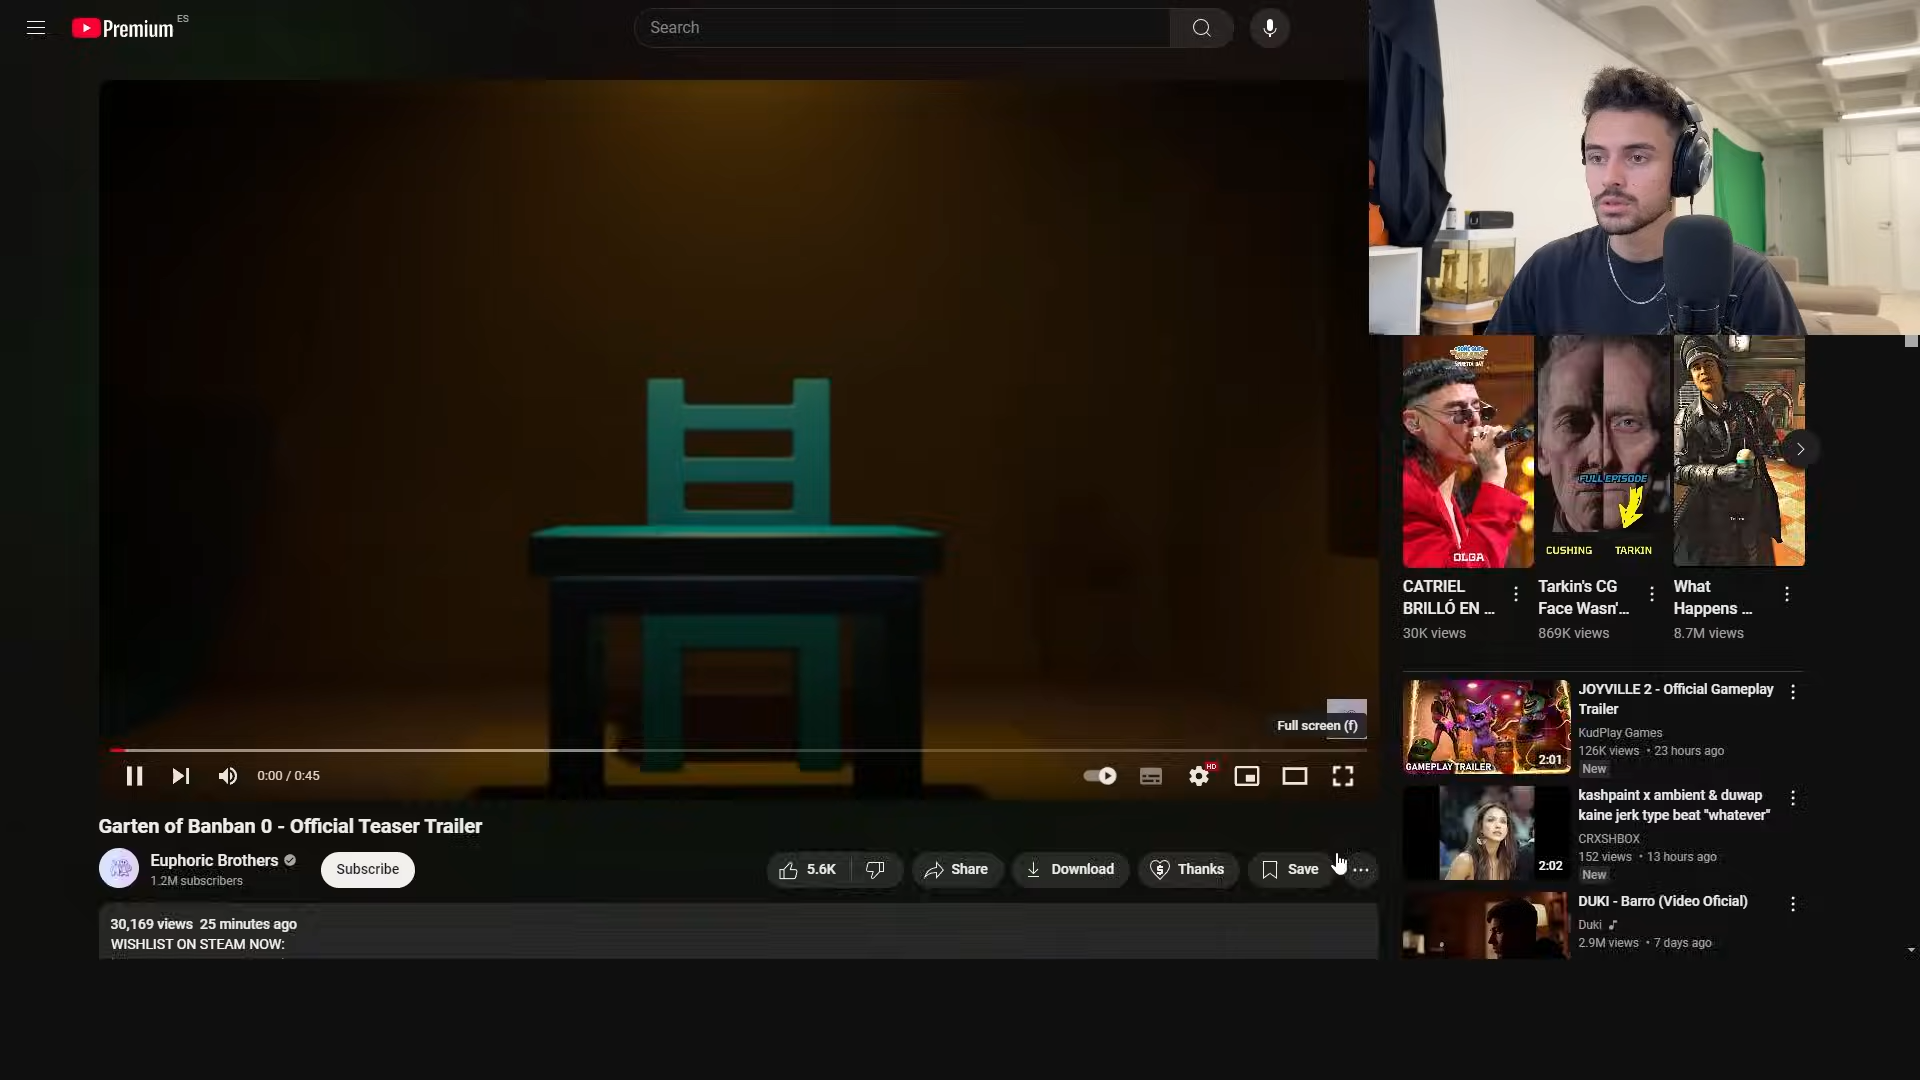 Premium ES
Search
Full screen (f)
0:00 / 0:45
HD
Garten of Banban 0 - Official Teaser Trailer
Euphoric Brothers
1.2M subscribers
Subscribe
5.6K
Share
Download
Thanks
Save
30,169 views 25 minutes ago
WISHLIST ON STEAM NOW:
OLGA
FULL EPISODE
CUSHING TARKIN
CATRIEL
BRILLÓ EN ...
30K views
Tarkin's CG
Face Wasn'...
869K views
What
Happens ...
8.7M views
GAMEPLAY TRAILER
2:01
JOYVILLE 2 - Official Gameplay
Trailer
KudPlay Games
126K views • 23 hours ago
New
2:02
kashpaint x ambient & duwap
kaine jerk type beat "whatever"
CRXSHBOX
152 views • 13 hours ago
New
DUKI - Barro (Video Oficial)
Duki
2.9M views • 7 days ago